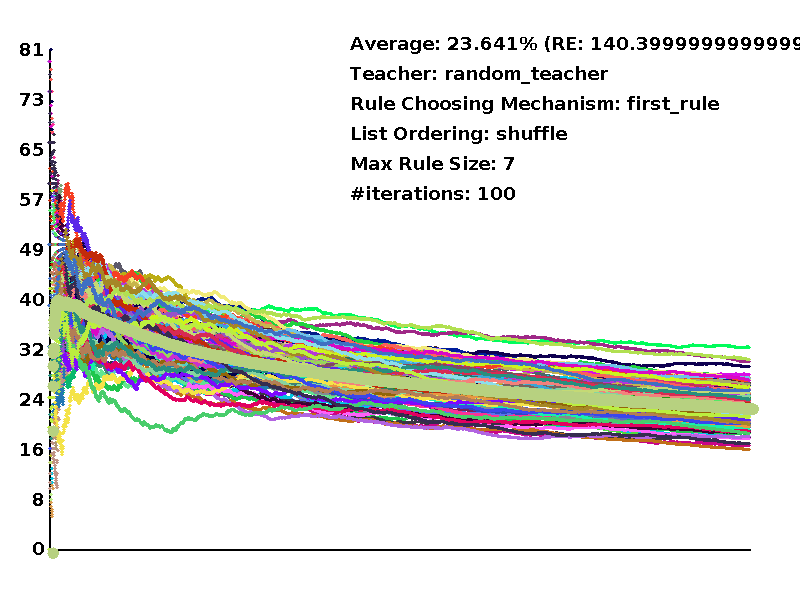 Average: 23.641% (RE: 140.3999999999999
Teacher: random_teacher
Rule Choosing Mechanism: first_rule
List Ordering: shuffle
Max Rule Size: 7
#iterations: 100
81
73
65
57
49
40
32
24
16
8
0